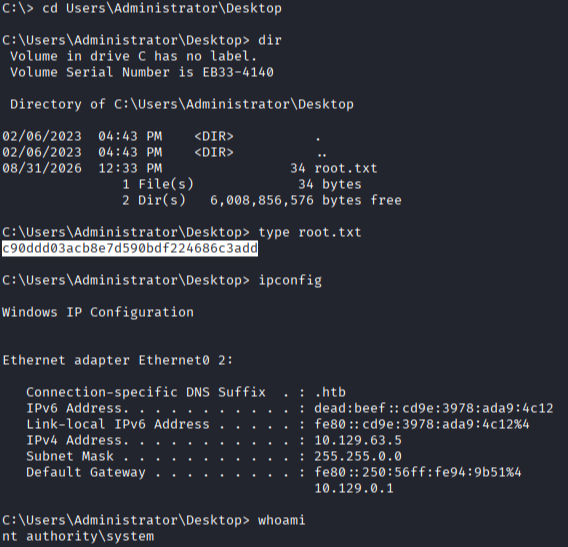 C:\> cd Users\Administrator\Desktop
C:\Users\Administrator\Desktop> dir
 Volume in drive C has no label.
 Volume Serial Number is EB33-4140
 Directory of C:\Users\Administrator\Desktop
02/06/2023  04:43 PM    <DIR>          .
02/06/2023  04:43 PM    <DIR>          ..
08/31/2026  12:33 PM                34 root.txt
               1 File(s)             34 bytes
               2 Dir(s)   6,008,856,576 bytes free
C:\Users\Administrator\Desktop> type root.txt
c90ddd03acb8e7d590bdf224686c3add
C:\Users\Administrator\Desktop> ipconfig
Windows IP Configuration
Ethernet adapter Ethernet0 2:
   Connection-specific DNS Suffix  . : .htb
   IPv6 Address. . . . . . . . . . . : dead:beef::cd9e:3978:ada9:4c12
   Link-local IPv6 Address . . . . . : fe80::cd9e:3978:ada9:4c12%4
   IPv4 Address. . . . . . . . . . . : 10.129.63.5
   Subnet Mask . . . . . . . . . . . : 255.255.0.0
   Default Gateway . . . . . . . . . : fe80::250:56ff:fe94:9b51%4
                                       10.129.0.1
C:\Users\Administrator\Desktop> whoami
nt authority\system